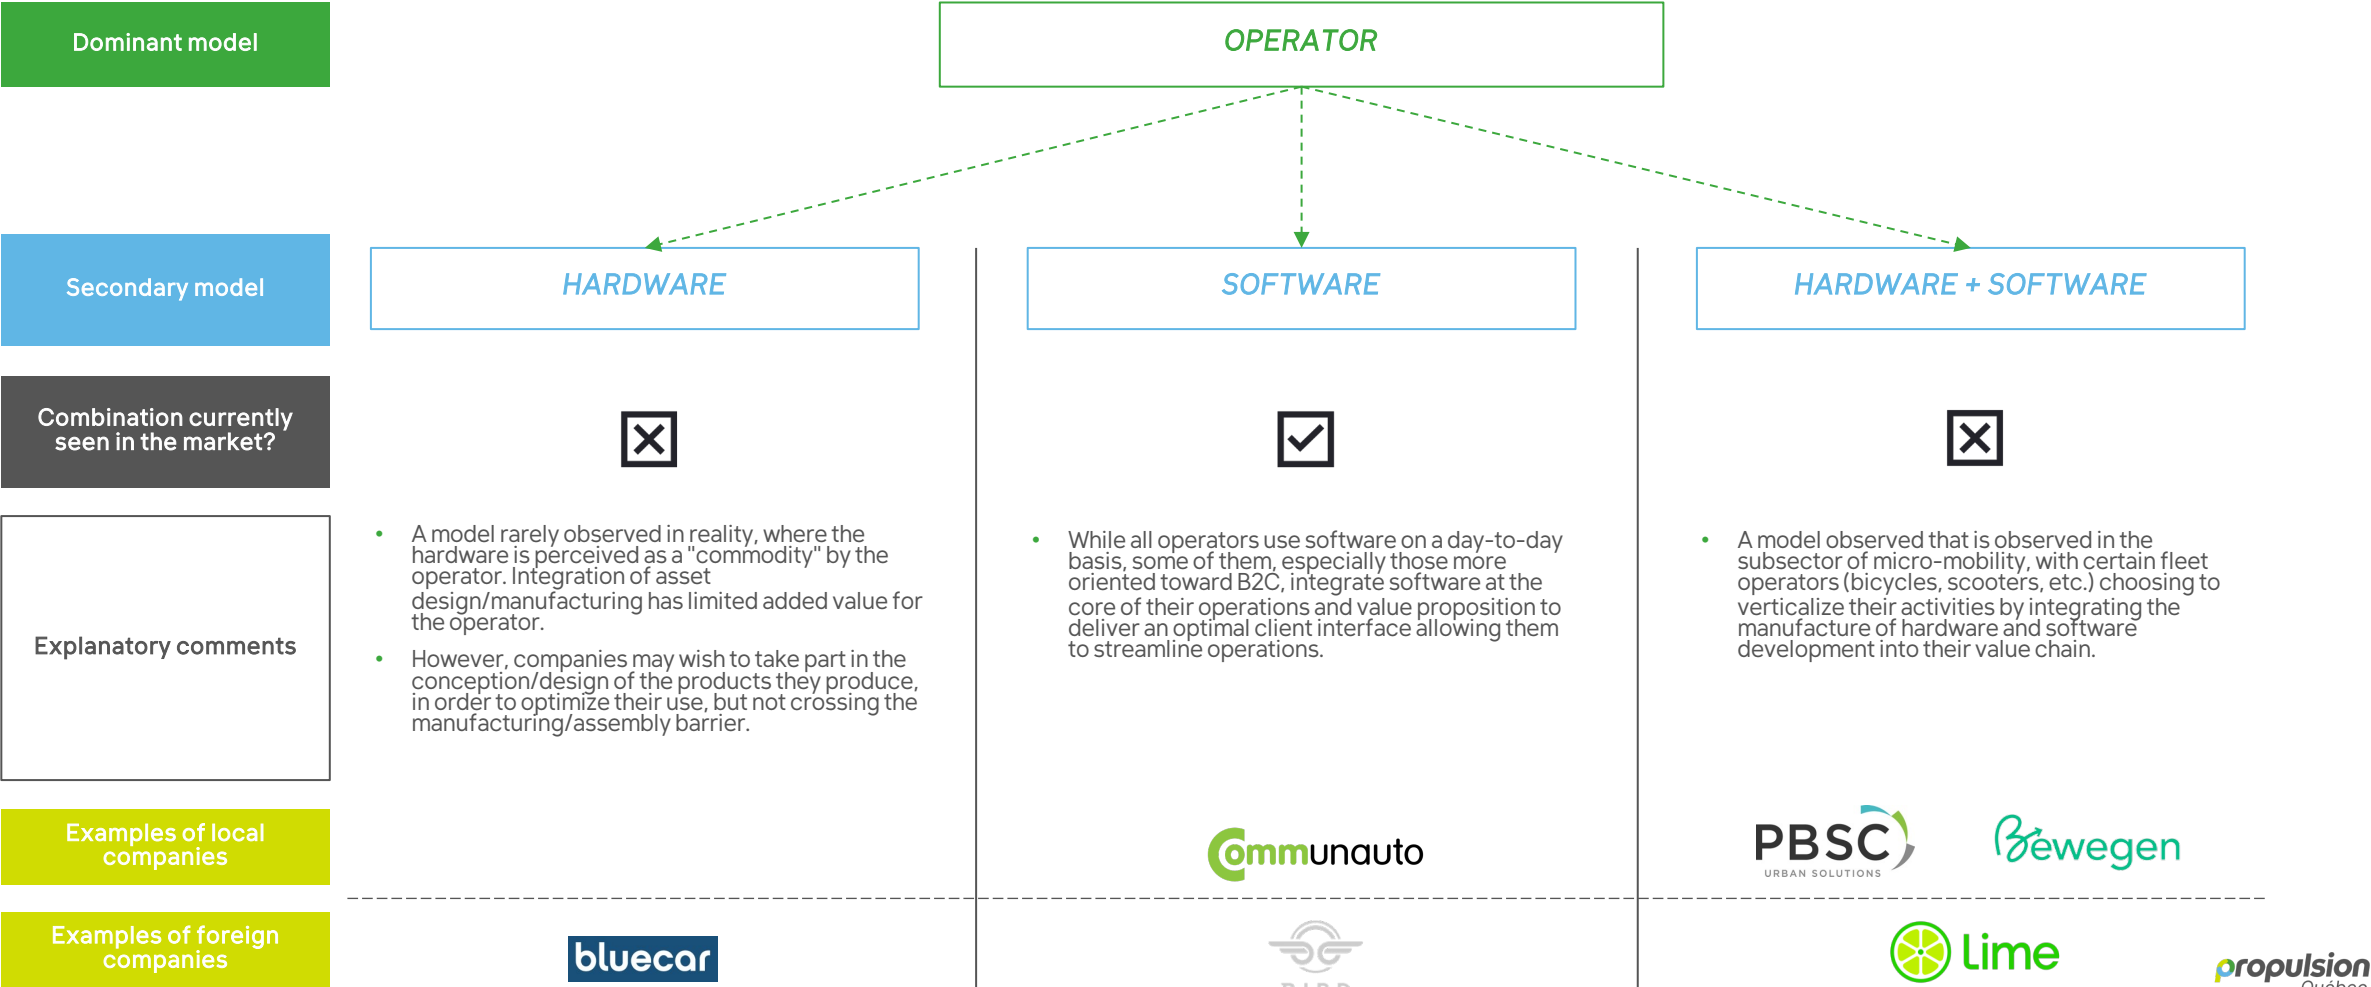 Dominant model
OPERATOR
Secondary model
HARDWARE
SOFTWARE
HARDWARE + SOFTWARE
Combination currently
seen in the market?
Explanatory comments
• A model rarely observed in reality, where the
hardware is perceived as a "commodity" by the
operator. Integration of asset
design/manufacturing has limited added value for
the operator.
• However, companies may wish to take part in the
conception/design of the products they produce,
in order to optimize their use, but not crossing the
manufacturing/assembly barrier.
• While all operators use software on a day-to-day
basis, some of them, especially those more
oriented toward B2C, integrate software at the
core of their operations and value proposition to
deliver an optimal client interface allowing them
to streamline operations.
• A model observed that is observed in the
subsector of micro-mobility, with certain fleet
operators (bicycles, scooters, etc.) choosing to
verticalize their activities by integrating the
manufacture of hardware and software
development into their value chain.
Examples of local
companies
Communauto
PBSC
URBAN SOLUTIONS
Bewegen
Examples of foreign
companies
bluecar
BIRD
Lime
propulsion
Québec